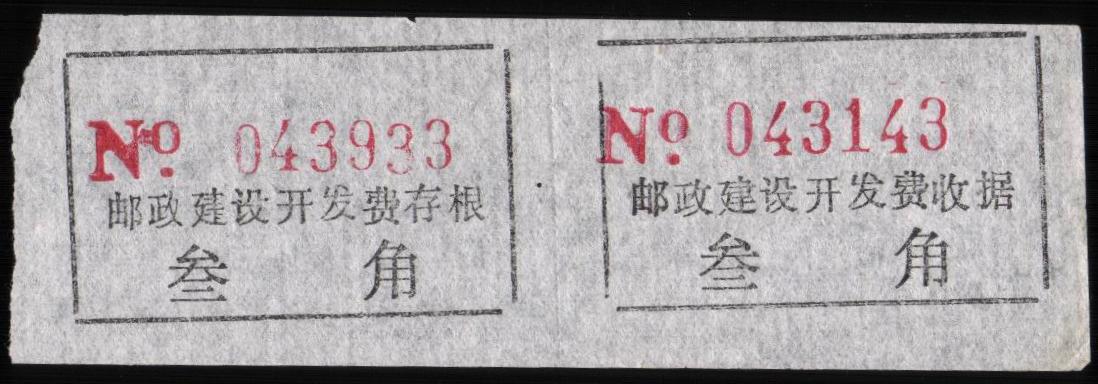 No 043933
邮政建设开发费存根
叁 角
No 043143
邮政建设开发费收据
叁 角